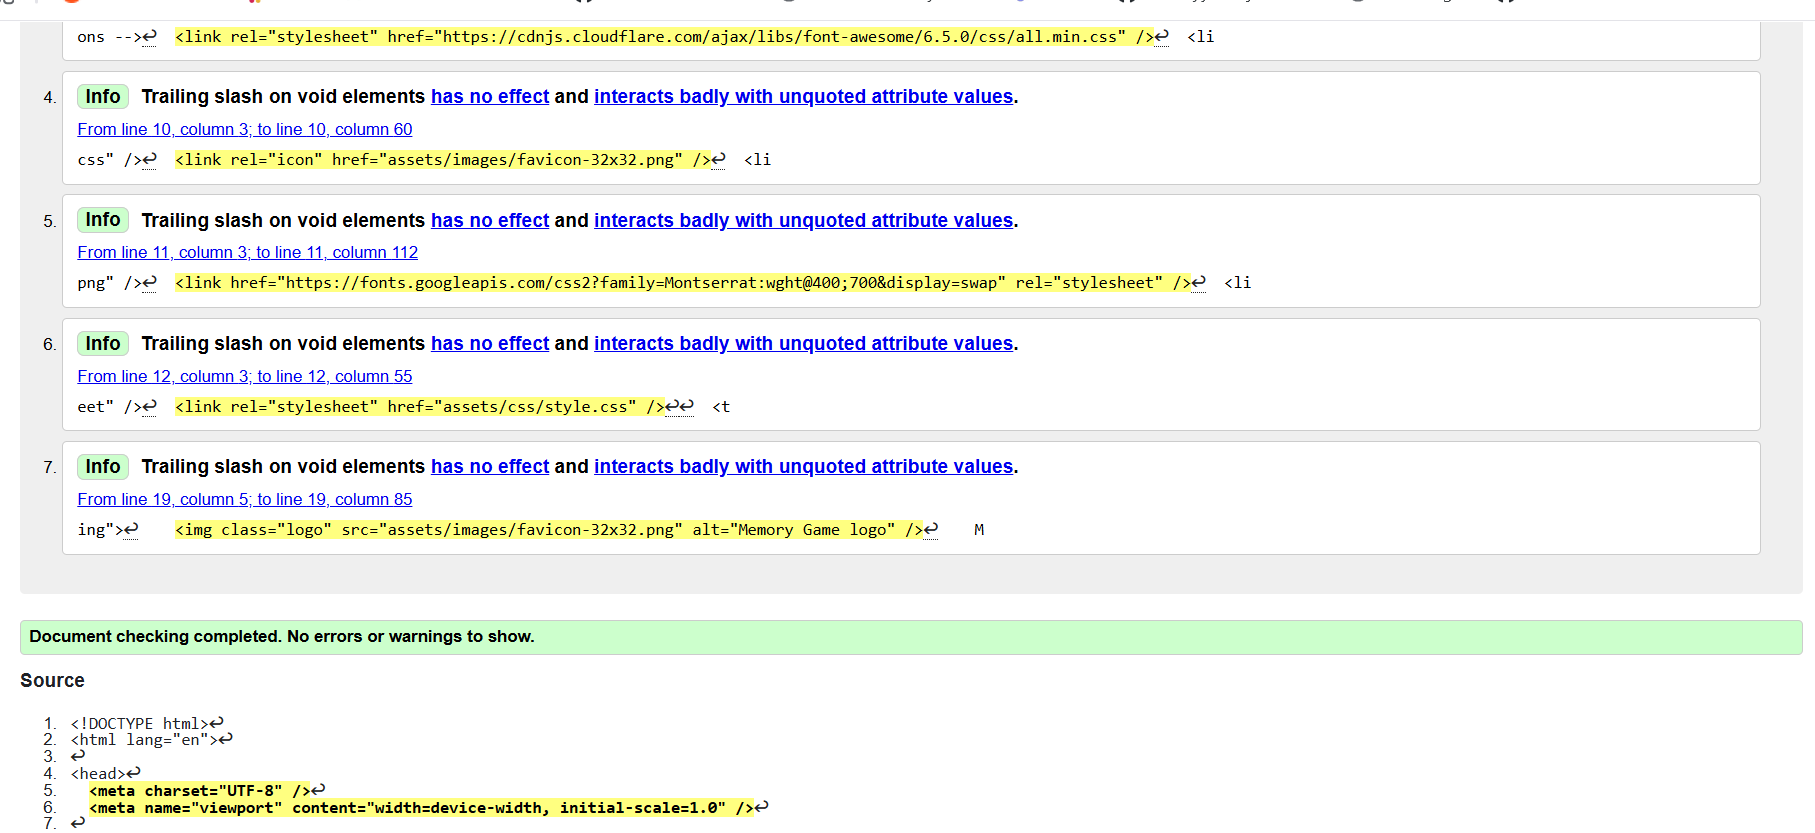 ons -->↩  <link rel="stylesheet" href="https://cdnjs.cloudflare.com/ajax/libs/font-awesome/6.5.0/css/all.min.css" />↩  <li
4. Info Trailing slash on void elements has no effect and interacts badly with unquoted attribute values.
From line 10, column 3; to line 10, column 60
css" />↩  <link rel="icon" href="assets/images/favicon-32x32.png" />↩  <li
5. Info Trailing slash on void elements has no effect and interacts badly with unquoted attribute values.
From line 11, column 3; to line 11, column 112
png" />↩  <link href="https://fonts.googleapis.com/css2?family=Montserrat:wght@400;700&display=swap" rel="stylesheet" />↩  <li
6. Info Trailing slash on void elements has no effect and interacts badly with unquoted attribute values.
From line 12, column 3; to line 12, column 55
eet" />↩  <link rel="stylesheet" href="assets/css/style.css" />↩↩  <t
7. Info Trailing slash on void elements has no effect and interacts badly with unquoted attribute values.
From line 19, column 5; to line 19, column 85
ing">↩    <img class="logo" src="assets/images/favicon-32x32.png" alt="Memory Game logo" />↩    M
Document checking completed. No errors or warnings to show.
Source
1. <!DOCTYPE html>↩
2. <html lang="en">↩
3. ↩
4. <head>↩
5.   <meta charset="UTF-8" />↩
6.   <meta name="viewport" content="width=device-width, initial-scale=1.0" />↩
7. ↩